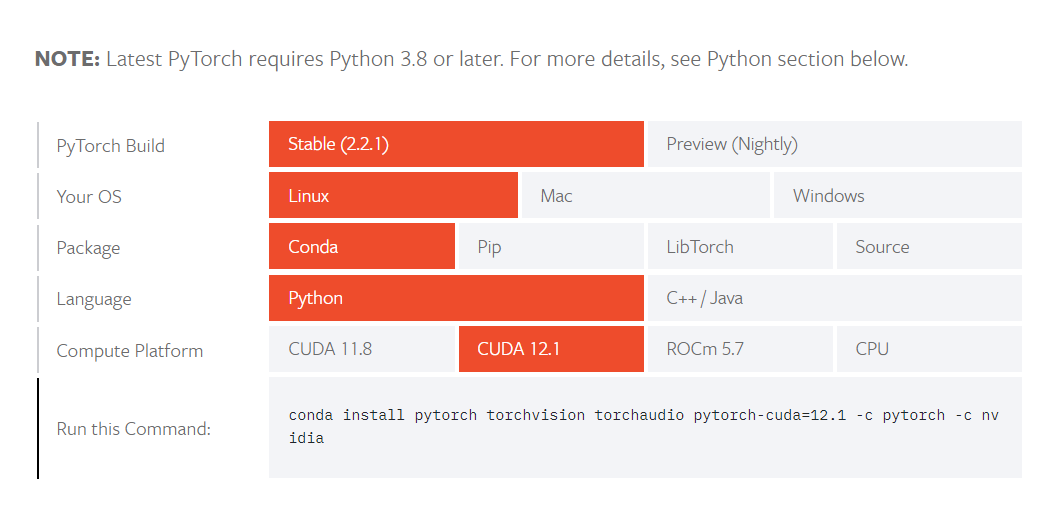 NOTE: Latest PyTorch requires Python 3.8 or later. For more details, see Python section below.
PyTorch Build
Stable (2.2.1)
Preview (Nightly)
Your OS
Linux
Mac
Windows
Package
Conda
Pip
LibTorch
Source
Language
Python
C++ / Java
Compute Platform
CUDA 11.8
CUDA 12.1
ROCm 5.7
CPU
Run this Command:
conda install pytorch torchvision torchaudio pytorch-cuda=12.1 -c pytorch -c nv
idia